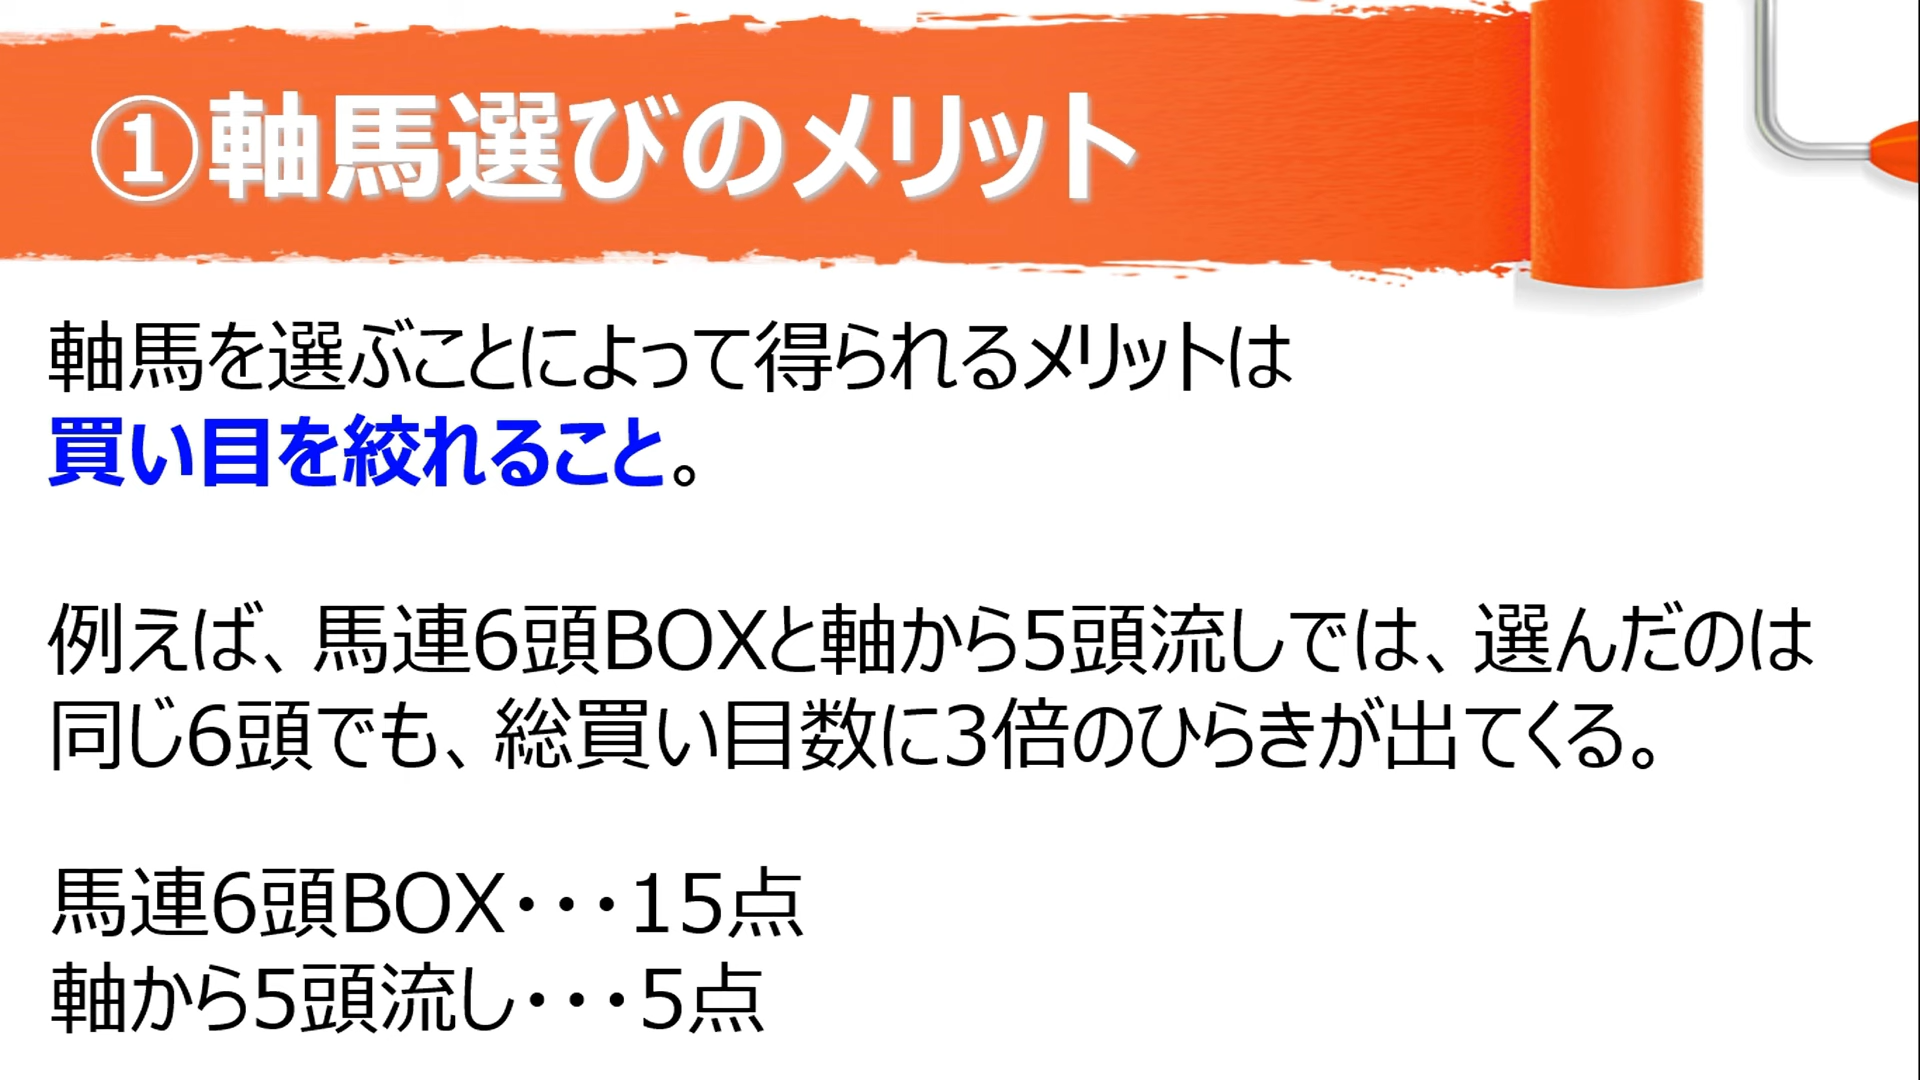 ①軸馬選びのメリット
軸馬を選ぶことによって得られるメリットは
買い目を絞れること。
例えば、馬連6頭BOXと軸から5頭流しでは、選んだのは
同じ6頭でも、総買い目数に3倍のひらきが出てくる。
馬連6頭BOX・・・15点
軸から5頭流し・・・5点